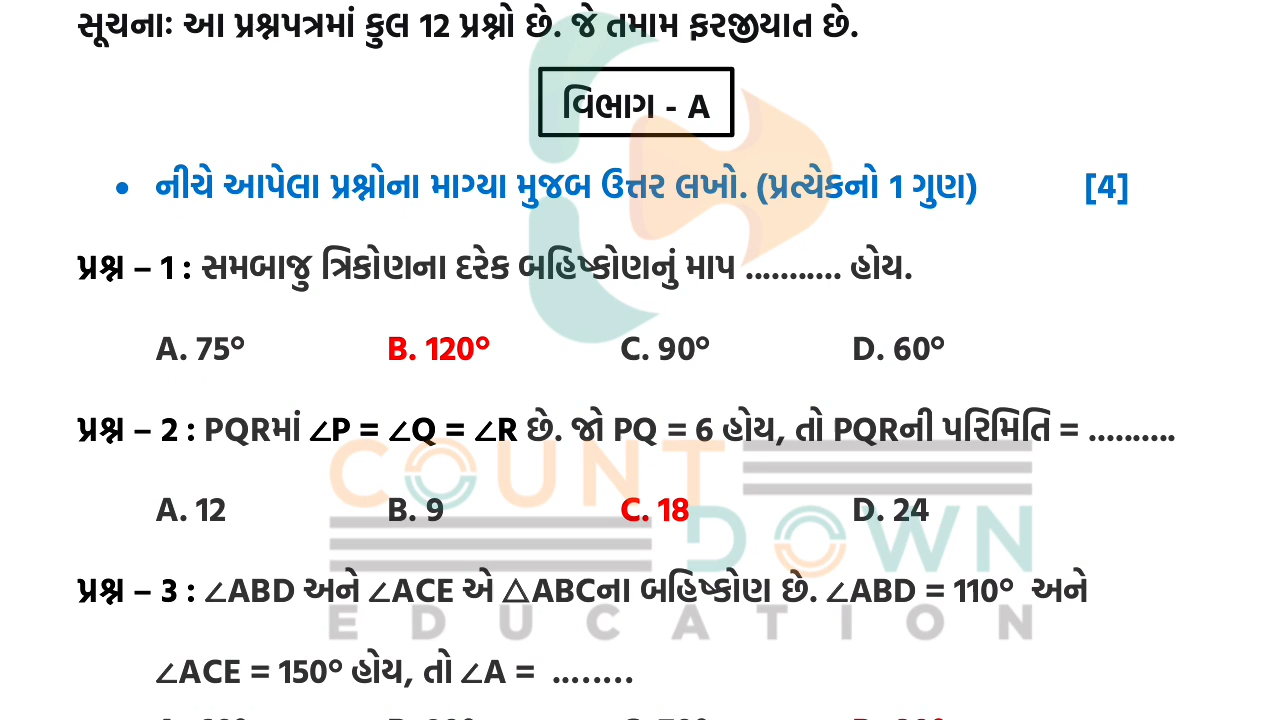 સૂચનાઃ આ પ્રશ્નપત્રમાં કુલ 12 પ્રશ્નો છે. જે તમામ ફરજીયાત છે.
વિભાગ - A
• નીચે આપેલા પ્રશ્નોના માગ્યા મુજબ ઉત્તર લખો. (પ્રત્યેકનો 1 ગુણ) [4]
પ્રશ્ન – 1 : સમબાજુ ત્રિકોણના દરેક બહિષ્કોણનું માપ ........... હોય.
A. 75° B. 120° C. 90° D. 60°
પ્રશ્ન – 2 : PQRમાં ∠P = ∠Q = ∠R છે. જો PQ = 6 હોય, તો PQRની પરિમિતિ = ..........
COUNT
A. 12 B. 9 C. 18 D. 24
DOWN
પ્રશ્ન – 3 : ∠ABD અને ∠ACE એ △ABCના બહિષ્કોણ છે. ∠ABD = 110° અને
EDUCATION
∠ACE = 150° હોય, તો ∠A = .........